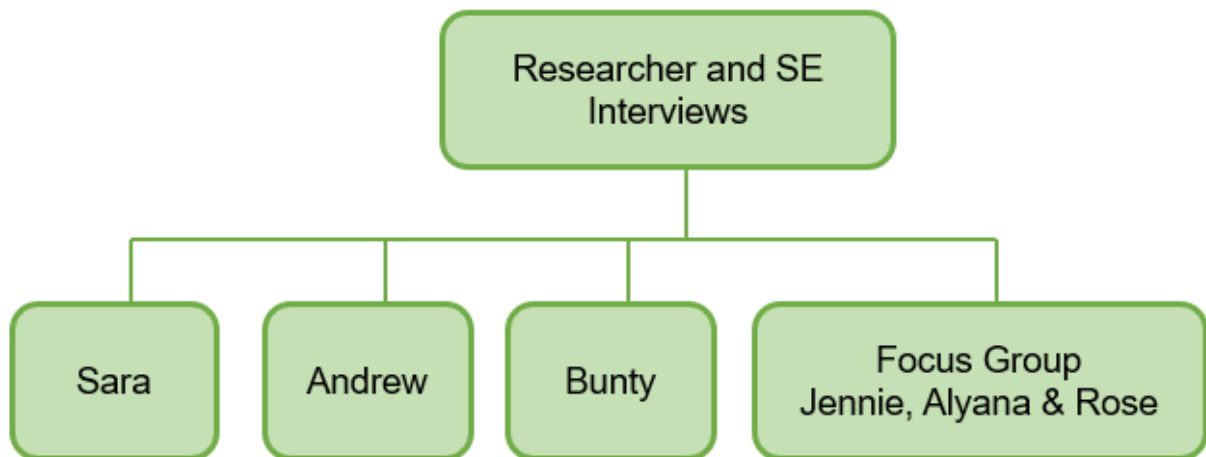 Researcher and SE
Interviews
Sara
Andrew
Bunty
Focus Group
Jennie, Alyana & Rose